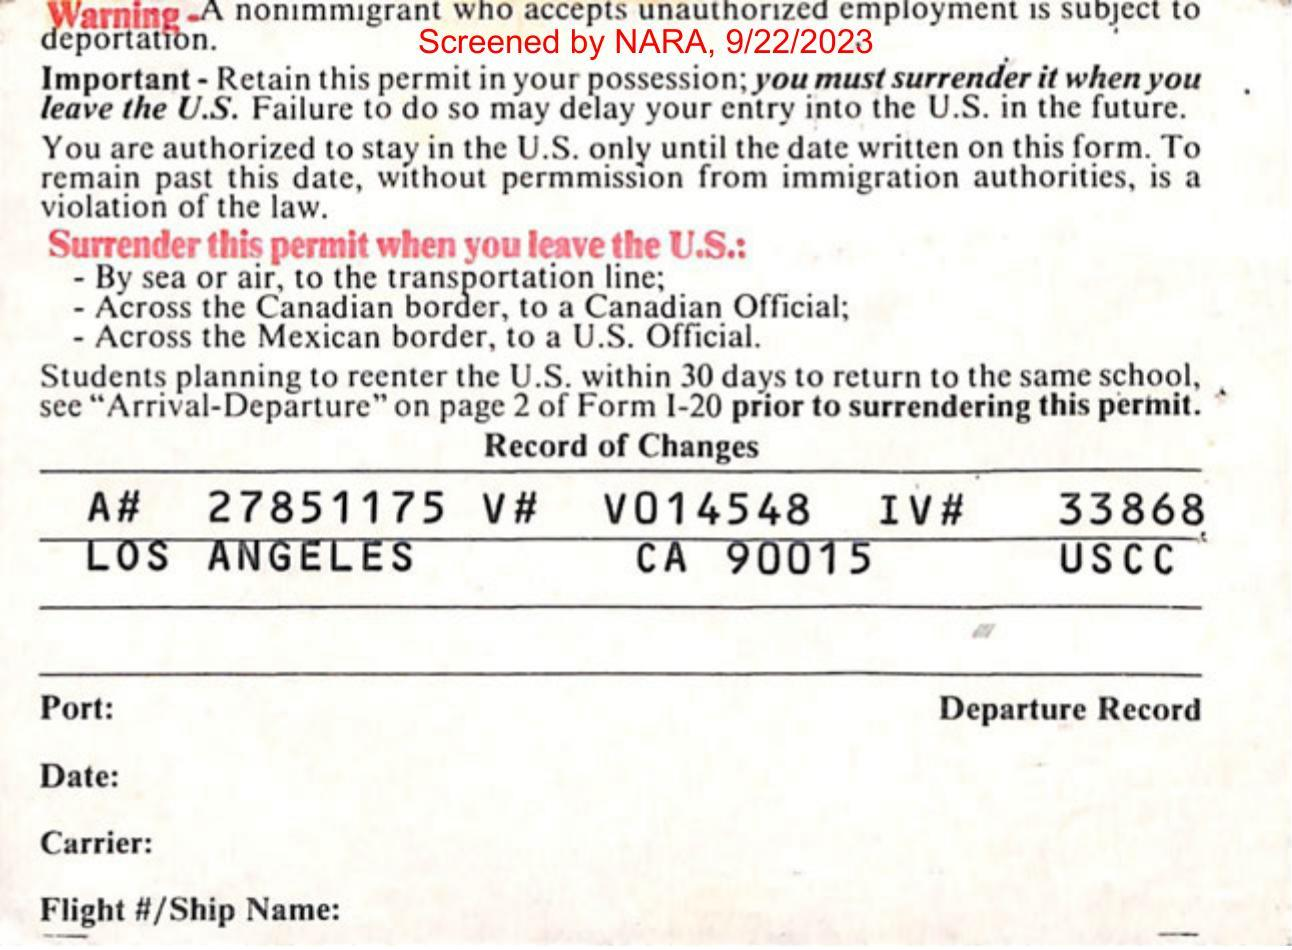 Warning - A nonimmigrant who accepts unauthorized employment is subject to
deportation.
Screened by NARA, 9/22/2023
Important - Retain this permit in your possession; you must surrender it when you
leave the U.S. Failure to do so may delay your entry into the U.S. in the future.
You are authorized to stay in the U.S. only until the date written on this form. To
remain past this date, without permmission from immigration authorities, is a
violation of the law.
Surrender this permit when you leave the U.S.:
- By sea or air, to the transportation line;
- Across the Canadian border, to a Canadian Official;
- Across the Mexican border, to a U.S. Official.
Students planning to reenter the U.S. within 30 days to return to the same school,
see "Arrival-Departure" on page 2 of Form I-20 prior to surrendering this permit.
Record of Changes
A# 27851175 V# V014548 IV# 33868
LOS ANGELES CA 90015 USCC
Port: Departure Record
Date:
Carrier:
Flight #/Ship Name: